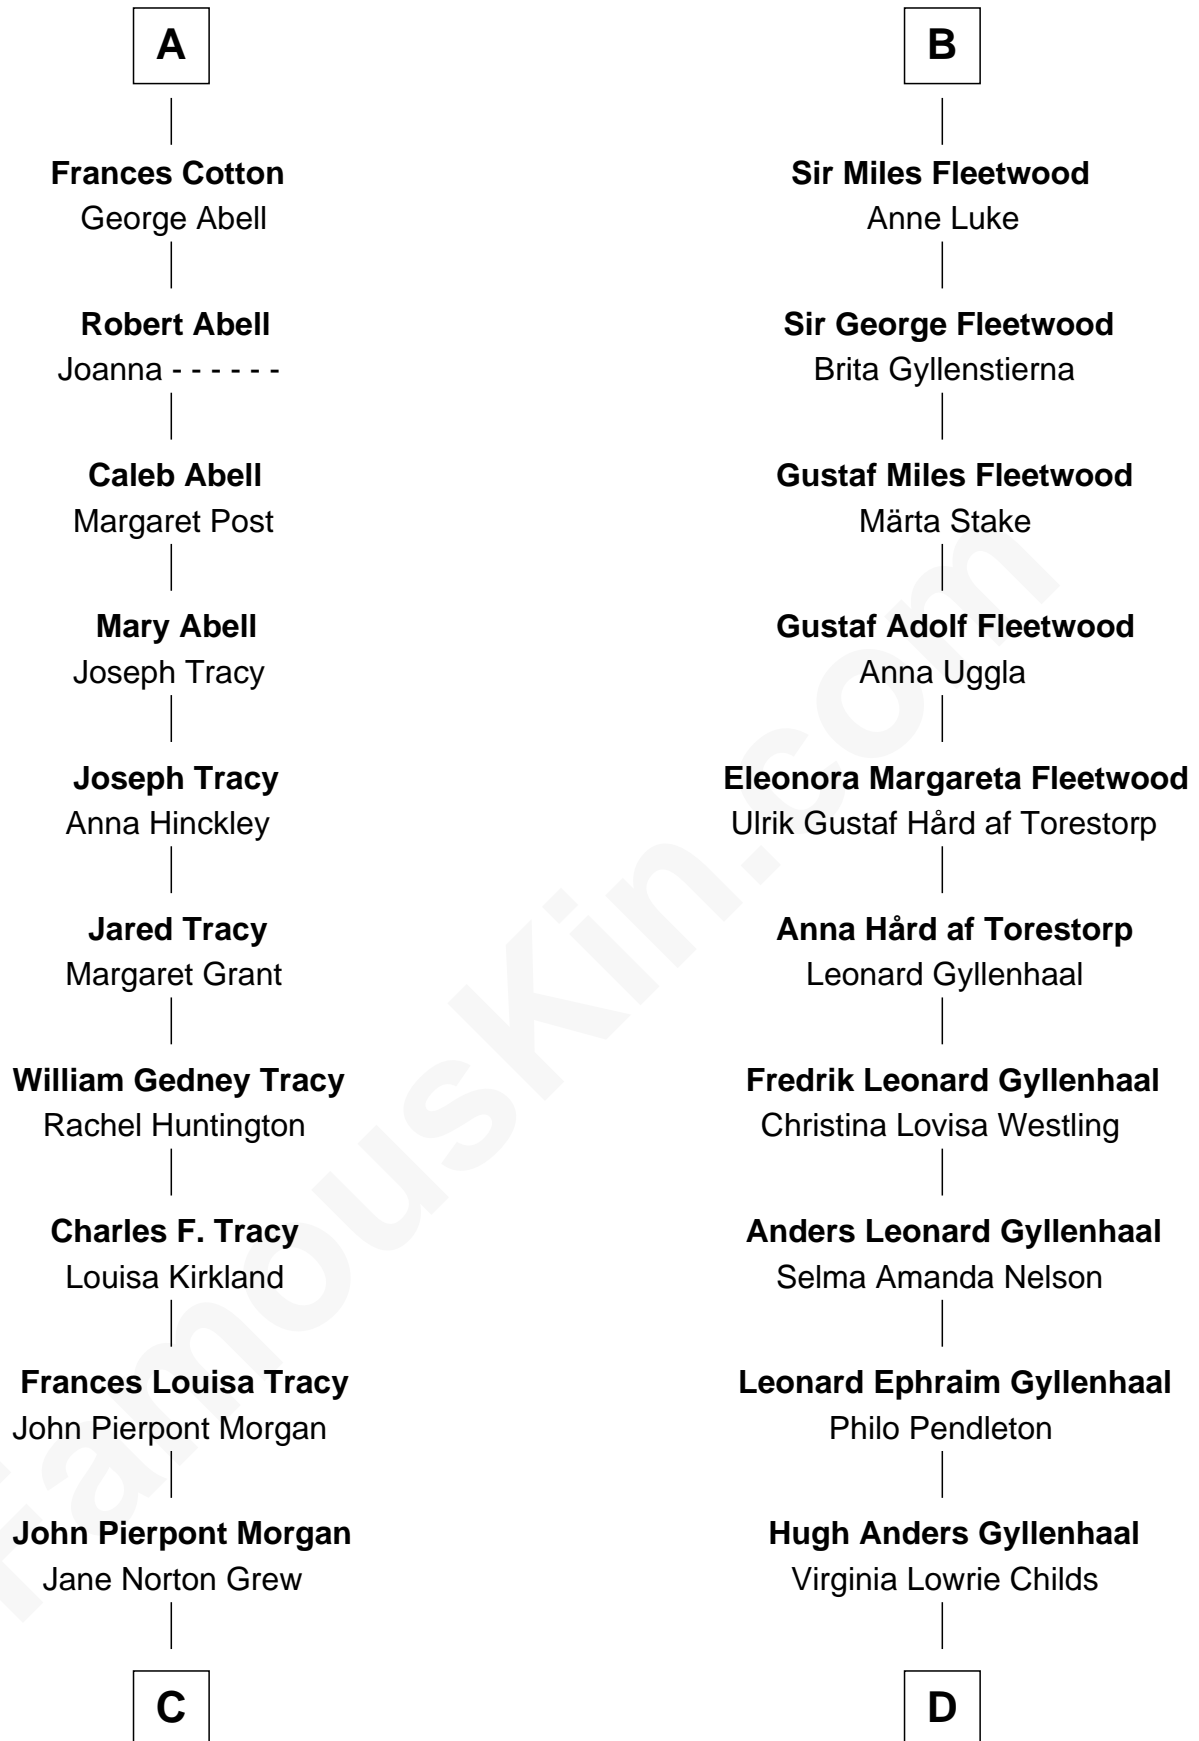 A
Frances Cotton
George Abell
Robert Abell
Joanna - - - - - -
Caleb Abell
Margaret Post
Mary Abell
Joseph Tracy
Joseph Tracy
Anna Hinckley
Jared Tracy
Margaret Grant
William Gedney Tracy
Rachel Huntington
Charles F. Tracy
Louisa Kirkland
Frances Louisa Tracy
John Pierpont Morgan
John Pierpont Morgan
Jane Norton Grew
C
B
Sir Miles Fleetwood
Anne Luke
Sir George Fleetwood
Brita Gyllenstierna
Gustaf Miles Fleetwood
Märta Stake
Gustaf Adolf Fleetwood
Anna Uggla
Eleonora Margareta Fleetwood
Ulrik Gustaf Hård af Torestorp
Anna Hård af Torestorp
Leonard Gyllenhaal
Fredrik Leonard Gyllenhaal
Christina Lovisa Westling
Anders Leonard Gyllenhaal
Selma Amanda Nelson
Leonard Ephraim Gyllenhaal
Philo Pendleton
Hugh Anders Gyllenhaal
Virginia Lowrie Childs
D
FamousKin.com